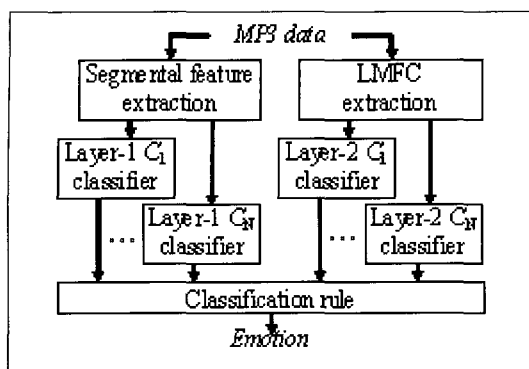 MP3 data
Segmental feature
extraction
LMFC
extraction
Layer-1 C1
classifier
Layer-2 C1
classifier
Layer-1 CN
classifier
Layer-2 CN
classifier
...
...
Classification rule
Emotion